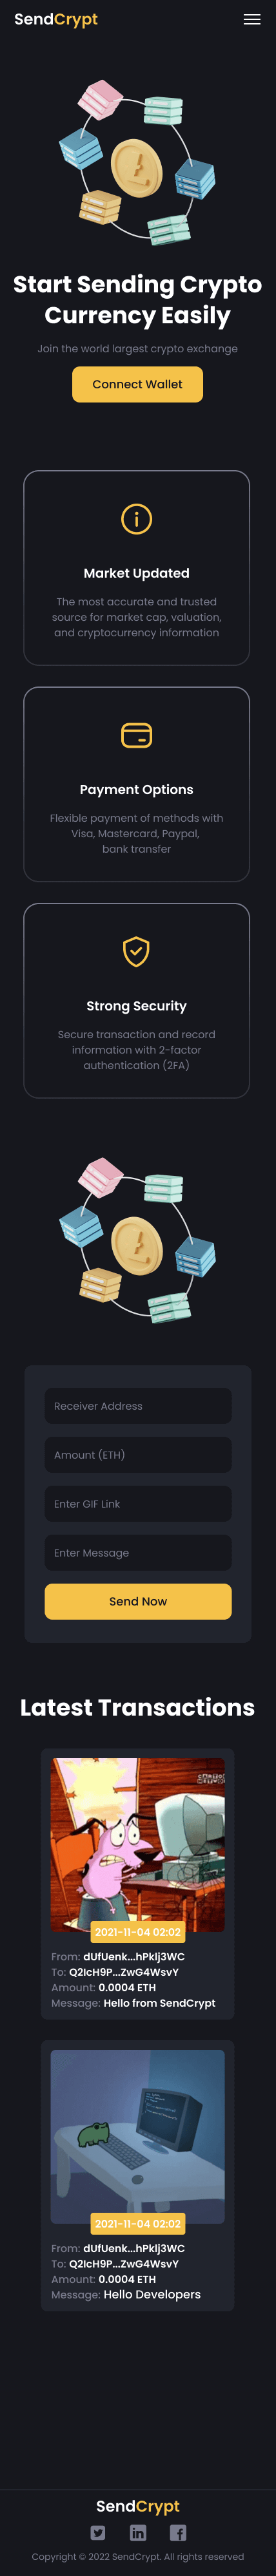 SendCrypt
Start Sending Crypto
Currency Easily
Join the world largest crypto exchange
Connect Wallet
Market Updated
The most accurate and trusted
source for market cap, valuation,
and cryptocurrency information
Payment Options
Flexible payment of methods with
Visa, Mastercard, Paypal,
bank transfer
Strong Security
Secure transaction and record
information with 2-factor
authentication (2FA)
Receiver Address
Amount (ETH)
Enter GIF Link
Enter Message
Send Now
Latest Transactions
2021-11-04 02:02
From: dUfUenk...hPklj3WC
To: Q2IcH9P...ZwG4WsvY
Amount: 0.0004 ETH
Message: Hello from SendCrypt
2021-11-04 02:02
From: dUfUenk...hPklj3WC
To: Q2IcH9P...ZwG4WsvY
Amount: 0.0004 ETH
Message: Hello Developers
SendCrypt
Copyright © 2022 SendCrypt. All rights reserved